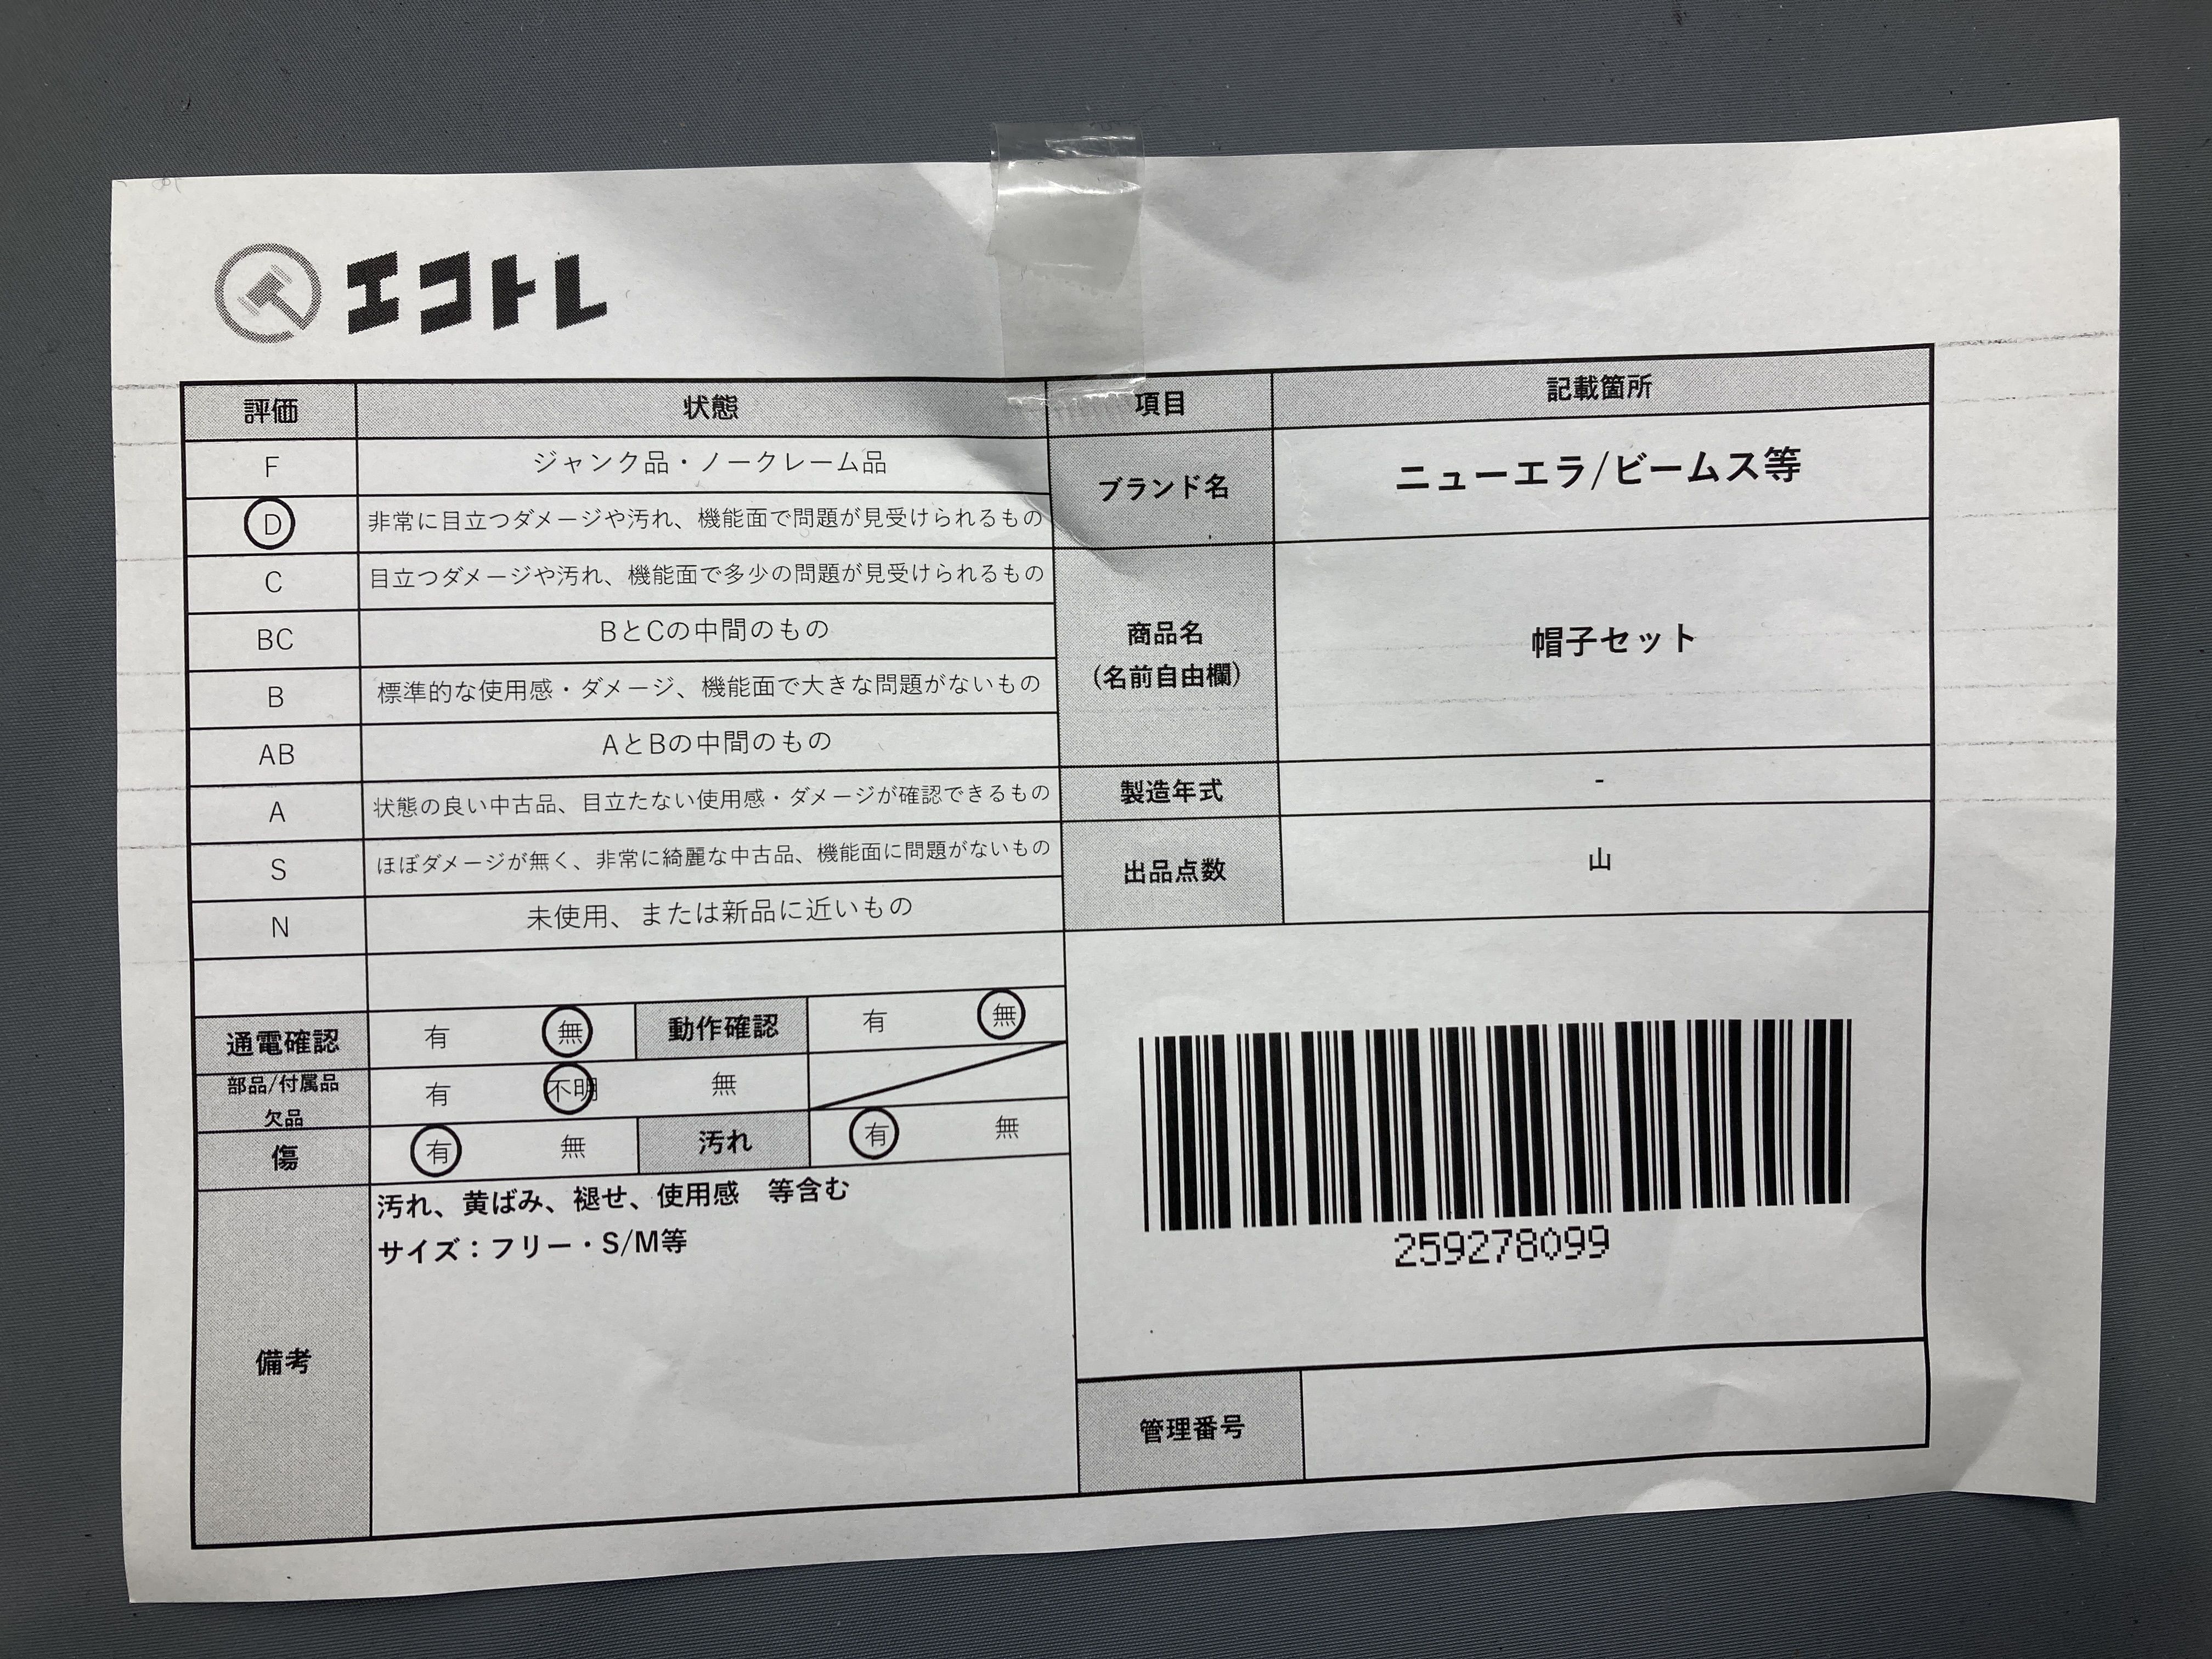 エコトレ
評価 状態 項目 記載箇所
F ジャンク品・ノークレーム品
D 非常に目立つダメージや汚れ、機能面で問題が見受けられるもの
C 目立つダメージや汚れ、機能面で多少の問題が見受けられるもの
BC BとCの中間のもの
B 標準的な使用感・ダメージ、機能面で大きな問題がないもの
AB AとBの中間のもの
A 状態の良い中古品、目立たない使用感・ダメージが確認できるもの
S ほぼダメージが無く、非常に綺麗な中古品、機能面に問題がないもの
N 未使用、または新品に近いもの
ブランド名 ニューエラ/ビームス等
商品名
(名前自由欄)
帽子セット
製造年式 -
出品点数 山
通電確認 有 無 動作確認 有 無
部品/付属品
欠品
有 不明 無
傷 有 無 汚れ 有 無
備考
汚れ、黄ばみ、褪せ、使用感 等含む
サイズ：フリー・S/M等
259278099
管理番号